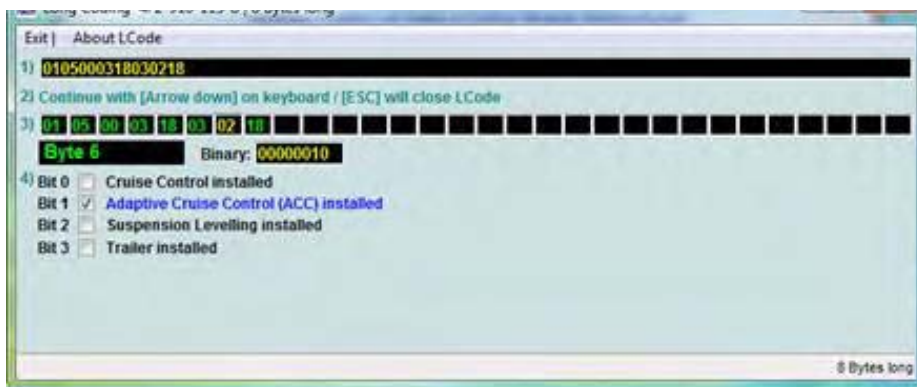 Exit | About LCode
1) 0105000318030218
2) Continue with [Arrow down] on keyboard / [ESC] will close LCode
3) 01 05 00 03 18 03 02 18
Byte 6 Binary: 00000010
4) Bit 0 Cruise Control installed
Bit 1 Adaptive Cruise Control (ACC) installed
Bit 2 Suspension Levelling installed
Bit 3 Trailer installed
8 Bytes long